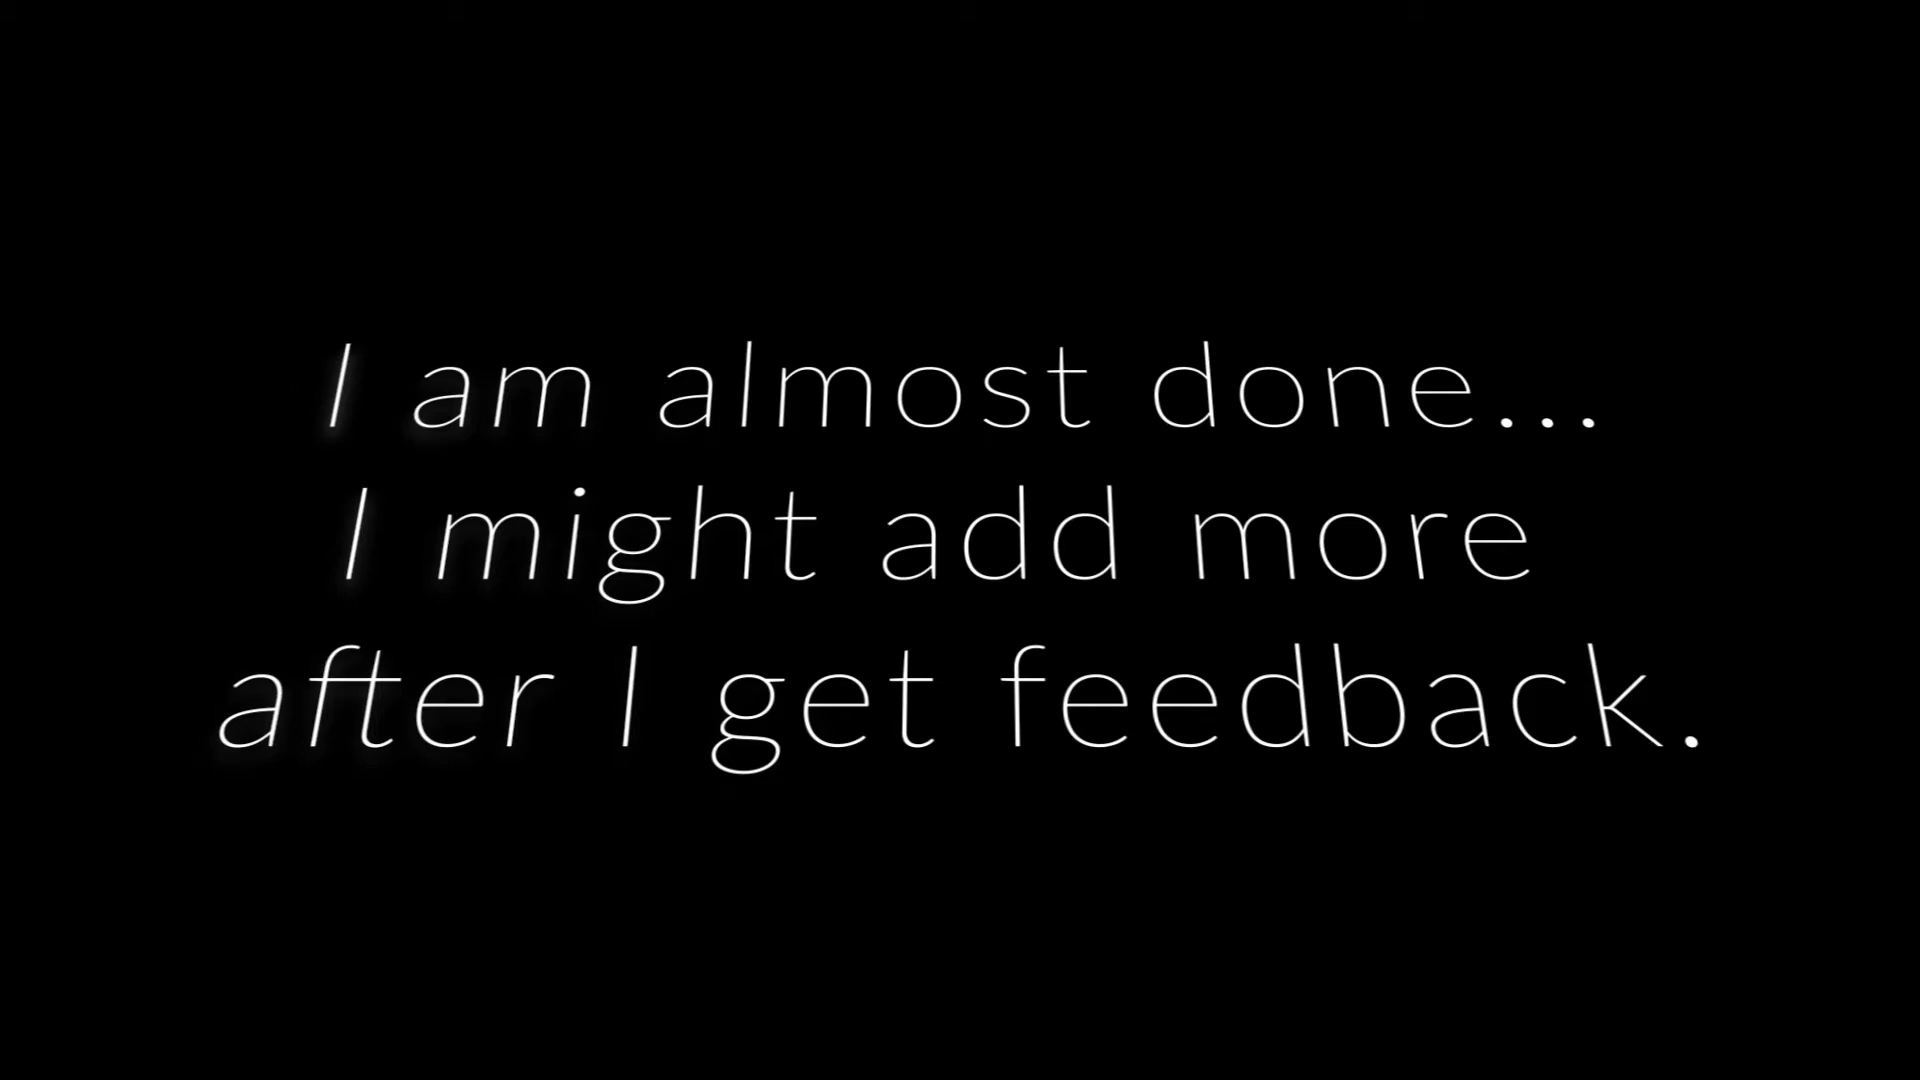 I am almost done...
I might add more
after I get feedback.